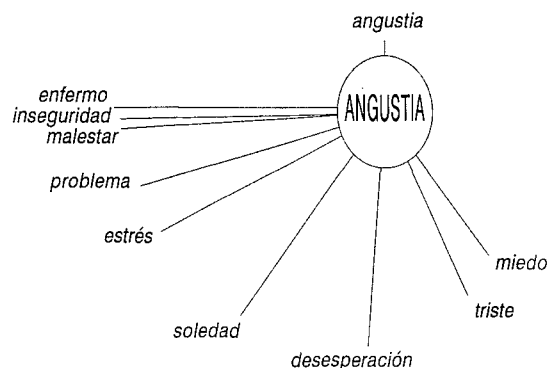 angustia
ANGUSTIA
enfermo
inseguridad
malestar
problema
estrés
miedo
triste
soledad
desesperación